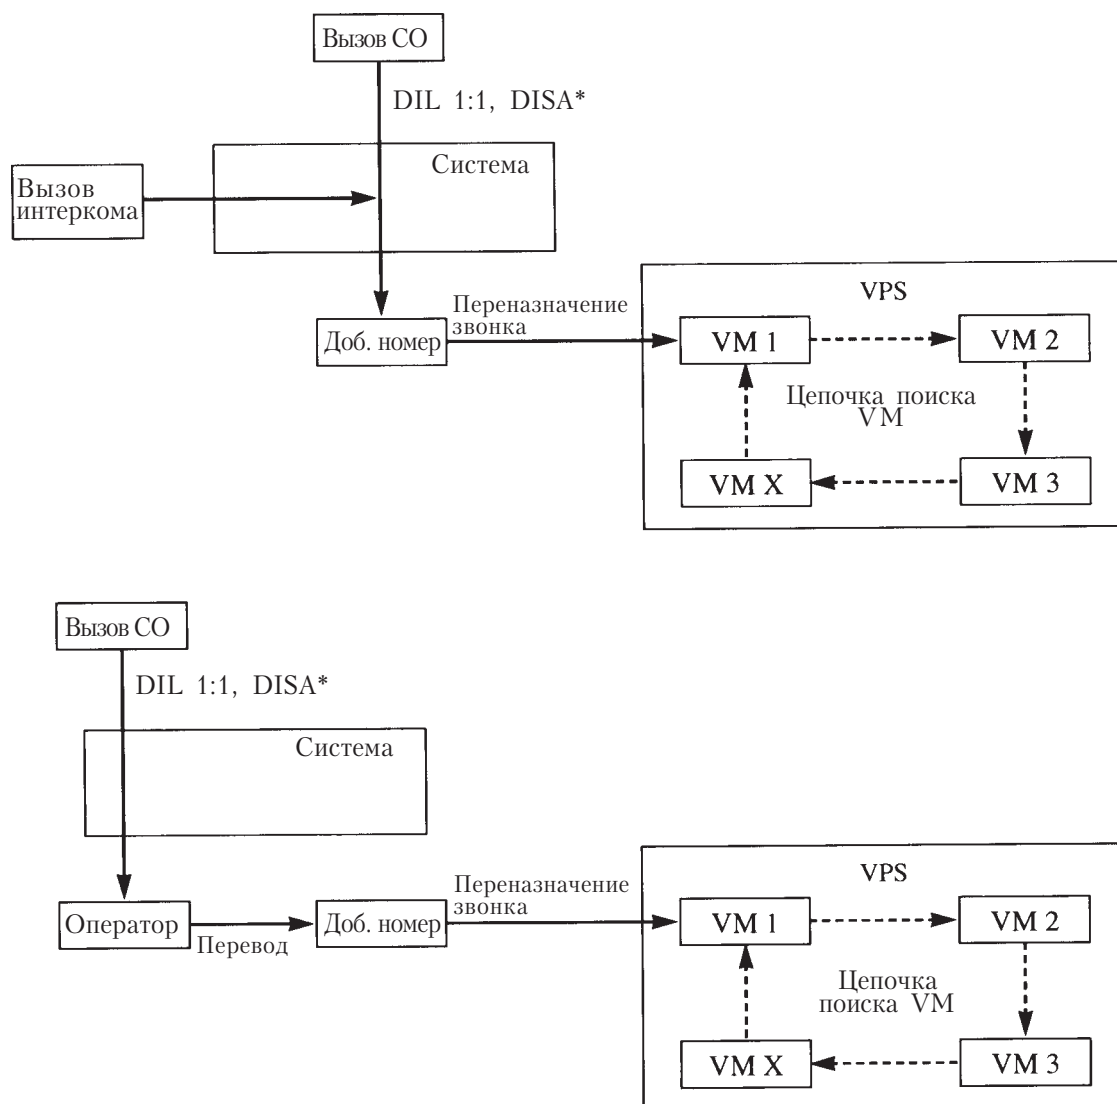 Вызов CO
DIL 1:1, DISA*
Система
Вызов
интеркома
Переназначение
звонка
Доб. номер
VPS
VM 1
VM 2
Цепочка поиска
VM
VM X
VM 3
Вызов CO
DIL 1:1, DISA*
Система
Оператор
Перевод
Доб. номер
Переназначение
звонка
VPS
VM 1
VM 2
Цепочка
поиска VM
VM X
VM 3